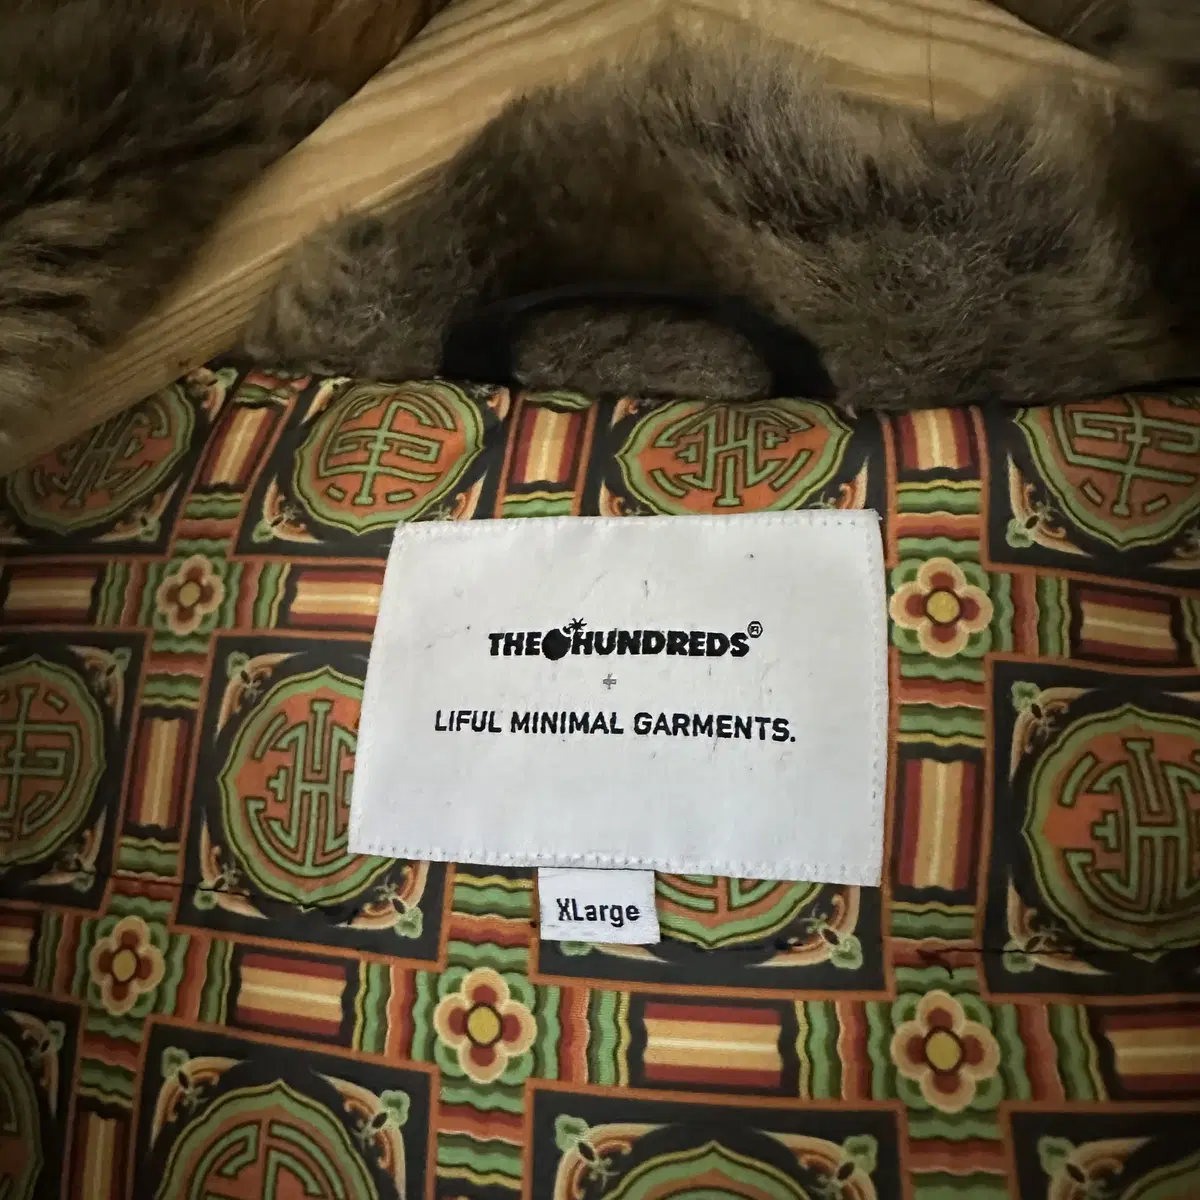 THE HUNDREDS®
+
LIFUL MINIMAL GARMENTS.
XLarge